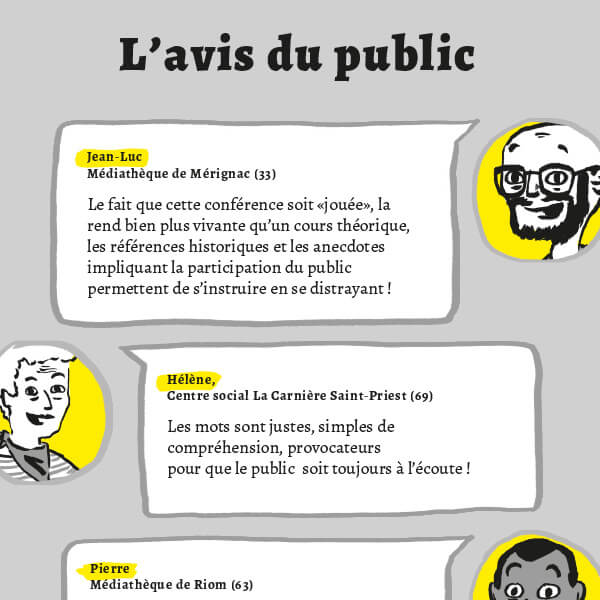 L’avis du public
Jean-Luc
Médiathèque de Mérignac (33)
Le fait que cette conférence soit «jouée», la
rend bien plus vivante qu’un cours théorique,
les références historiques et les anecdotes
impliquant la participation du public
permettent de s’instruire en se distrayant !
Hélène,
Centre social La Carnière Saint-Priest (69)
Les mots sont justes, simples de
compréhension, provocateurs
pour que le public  soit toujours à l’écoute !
Pierre
Médiathèque de Riom (63)